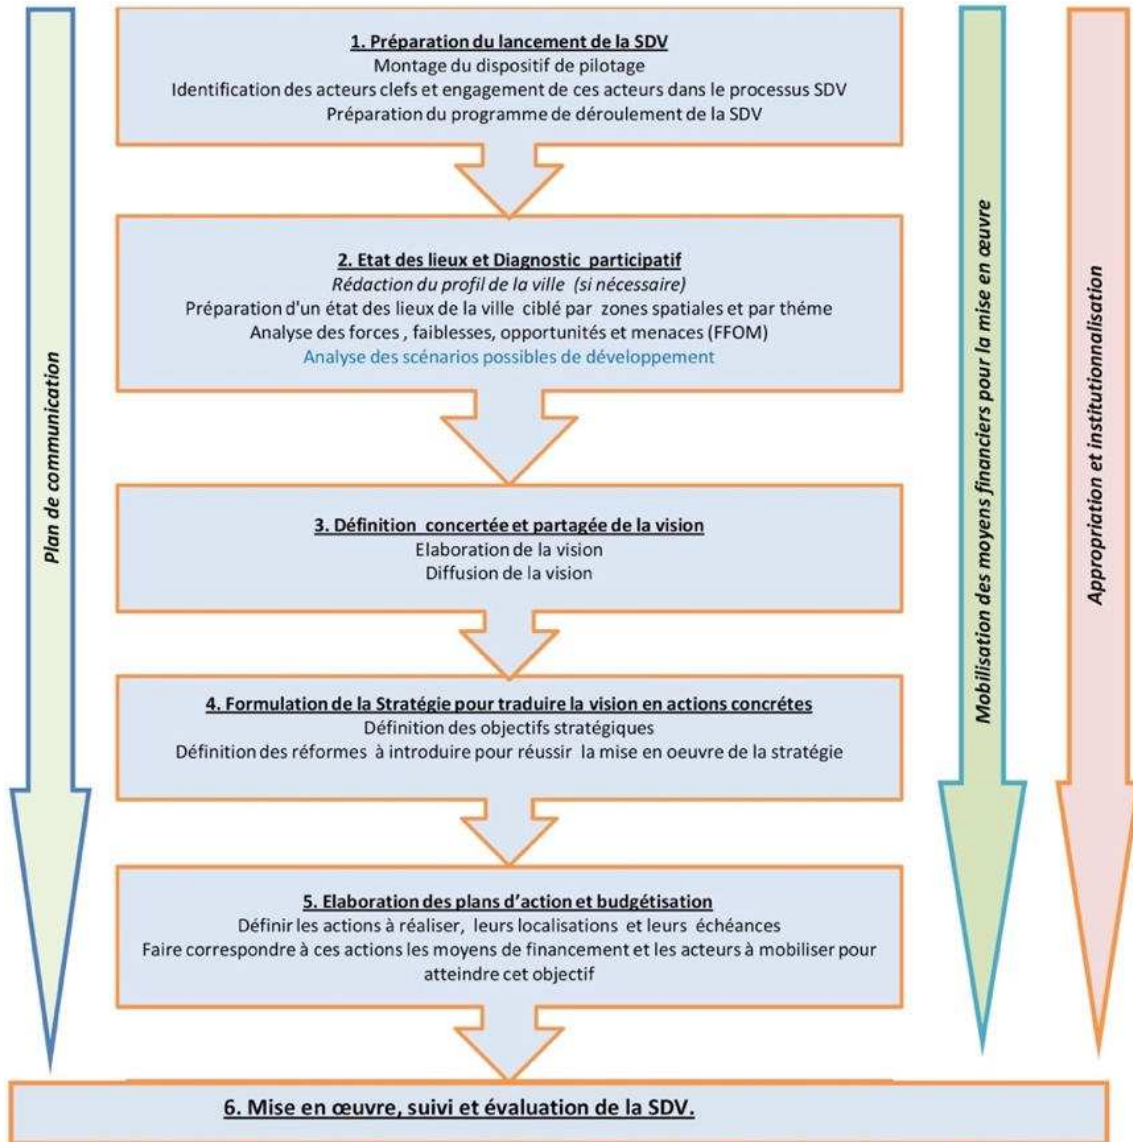 1. Préparation du lancement de la SDV
Montage du dispositif de pilotage
Identification des acteurs clefs et engagement de ces acteurs dans le processus SDV
Préparation du programme de déroulement de la SDV
2. Etat des lieux et Diagnostic participatif
Rédaction du profil de la ville (si nécessaire)
Préparation d'un état des lieux de la ville ciblé par zones spatiales et par thème
Analyse des forces , faiblesses, opportunités et menaces (FFOM)
Analyse des scénarios possibles de développement
3. Définition concertée et partagée de la vision
Elaboration de la vision
Diffusion de la vision
4. Formulation de la Stratégie pour traduire la vision en actions concrétes
Définition des objectifs stratégiques
Définition des réformes à introduire pour réussir la mise en oeuvre de la stratégie
5. Elaboration des plans d'action et budgétisation
Définir les actions à réaliser, leurs localisations et leurs échéances
Faire correspondre à ces actions les moyens de financement et les acteurs à mobiliser pour
atteindre cet objectif
6. Mise en œuvre, suivi et évaluation de la SDV.
Plan de communication
Mobilisation des moyens financiers pour la mise en œuvre
Appropriation et institutionnalisation